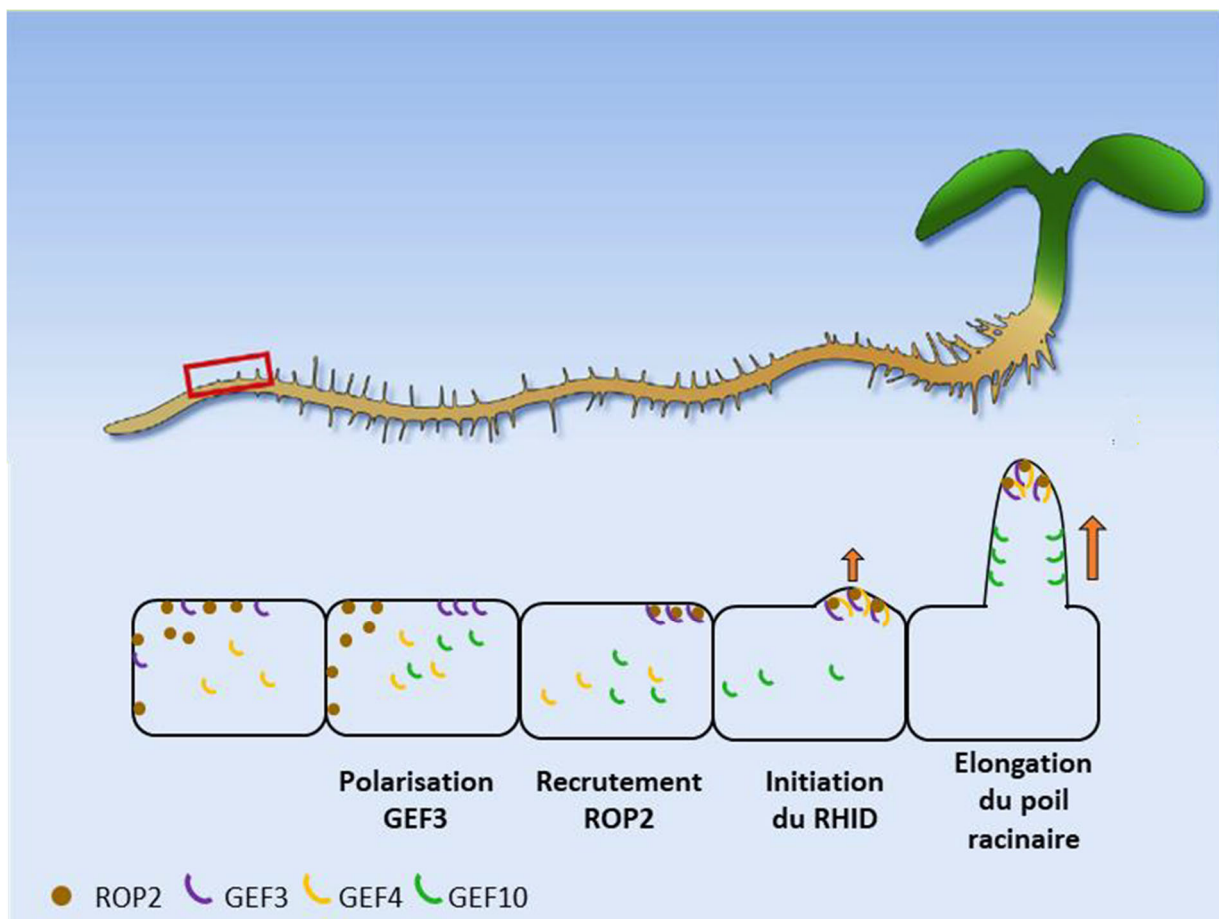 Polarisation
GEF3
Recrutement
ROP2
Initiation
du RHID
Elongation
du poil
racinaire
ROP2 GEF3 GEF4 GEF10